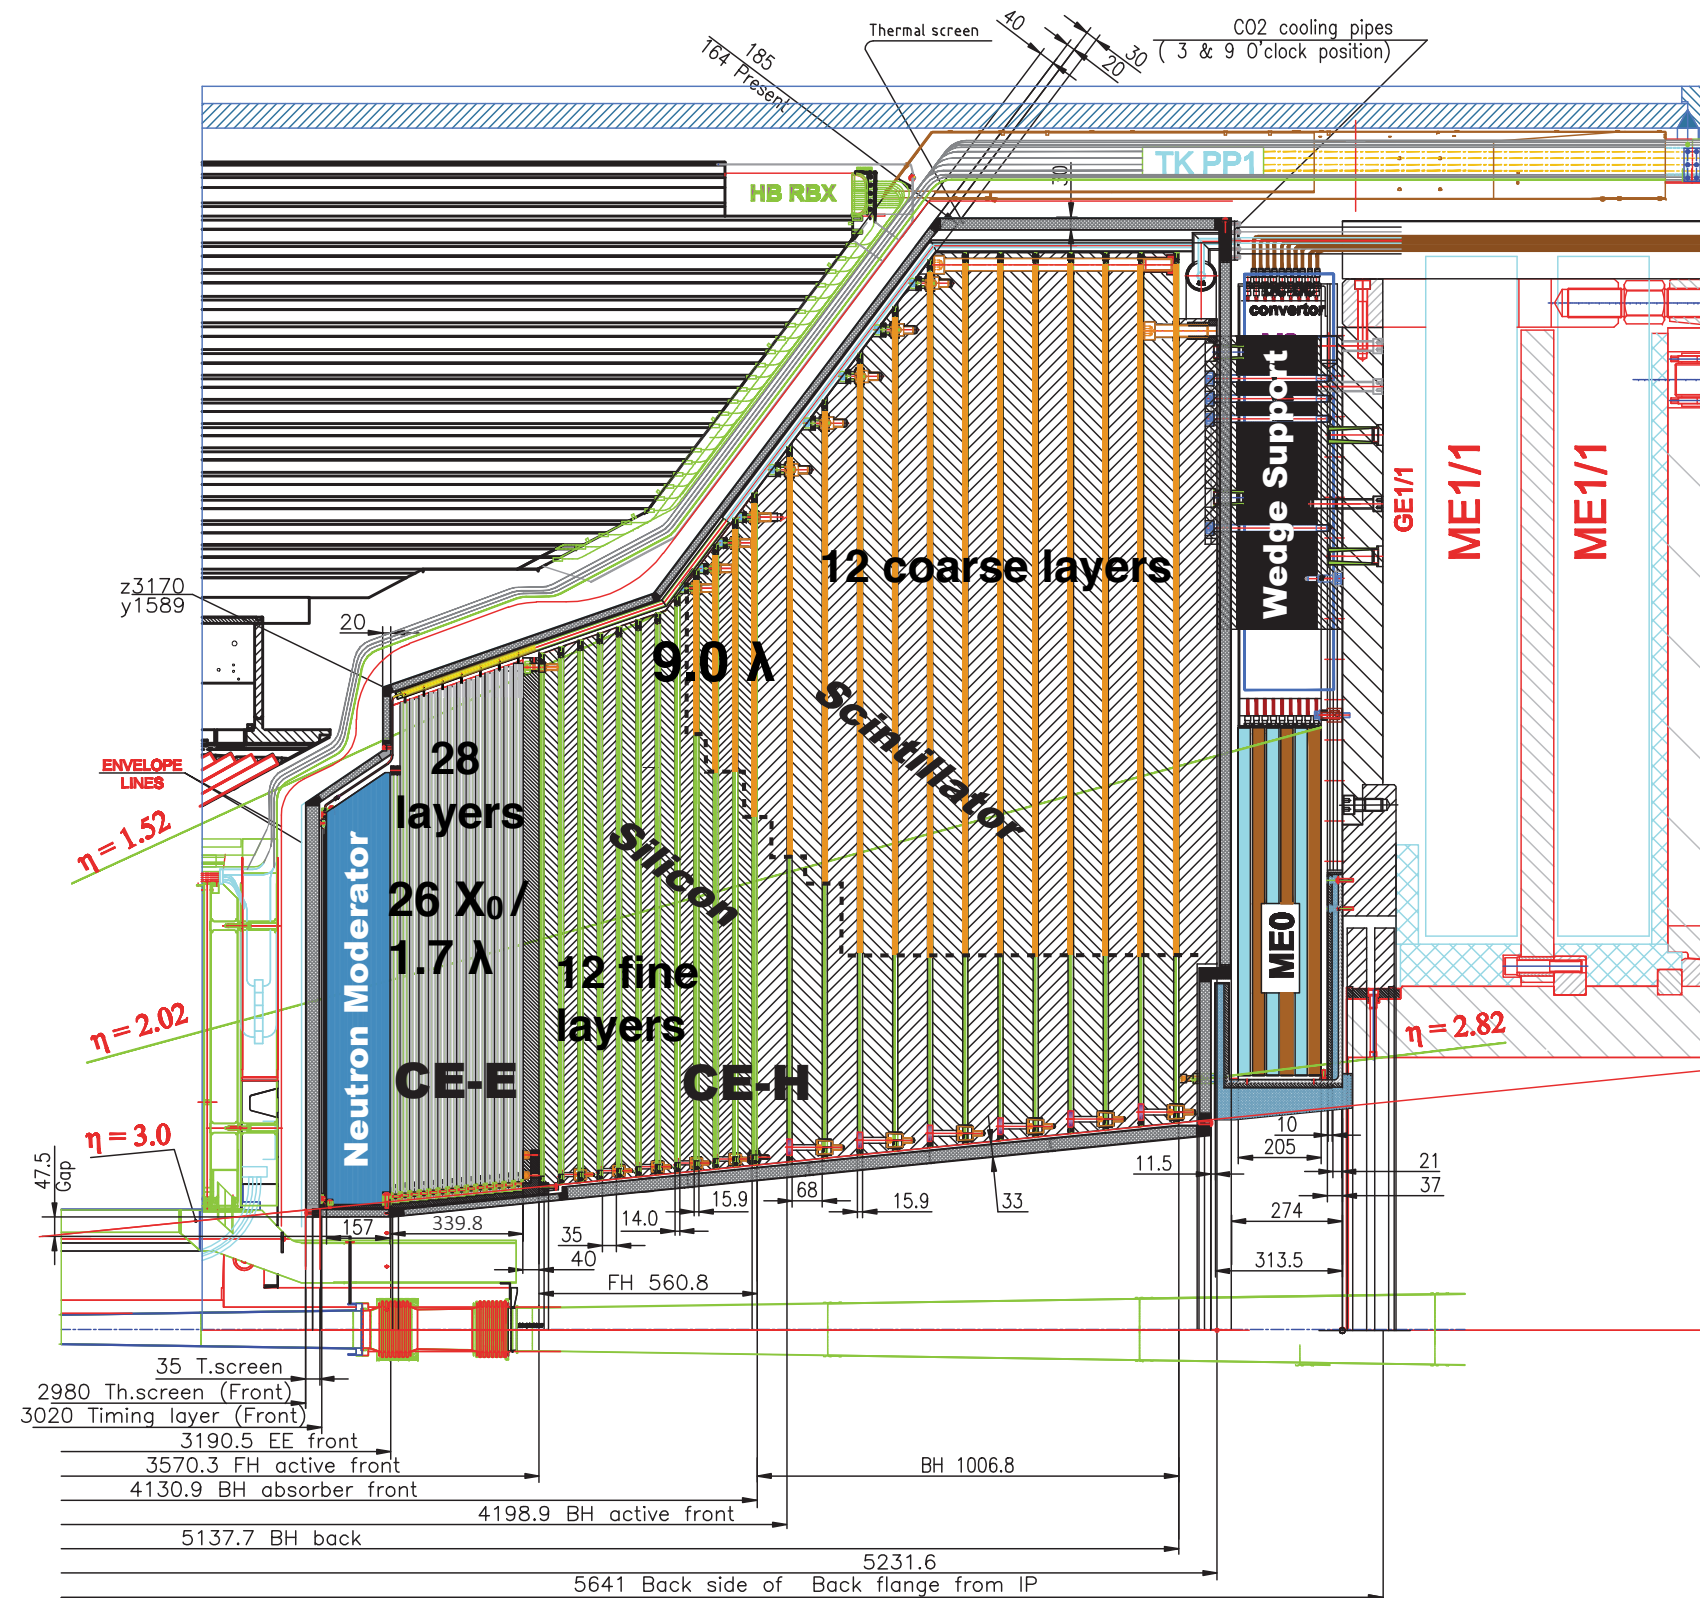 40
30
20
Thermal screen
CO2 cooling pipes
( 3 & 9 O'clock position)
185
164 Present
TK PP1
HB RBX
30
convertor
Wedge Support
GE1/1
ME1/1
ME1/1
12 coarse layers
z3170
y1589
20
9.0 λ
Scintillator
ENVELOPE
LINES
28
layers
η = 1.52
Silicon
26 X₀ /
1.7 λ
Neutron Moderator
ME0
12 fine
layers
η = 2.02
η = 2.82
CE-E
CE-H
η = 3.0
47.5
Gap
10
205
11.5
21
37
157
339.8
35
40
14.0
15.9
68
15.9
33
274
313.5
FH 560.8
35 T.screen
2980 Th.screen (Front)
3020 Timing layer (Front)
3190.5 EE front
3570.3 FH active front
BH 1006.8
4130.9 BH absorber front
4198.9 BH active front
5137.7 BH back
5231.6
5641 Back side of Back flange from IP